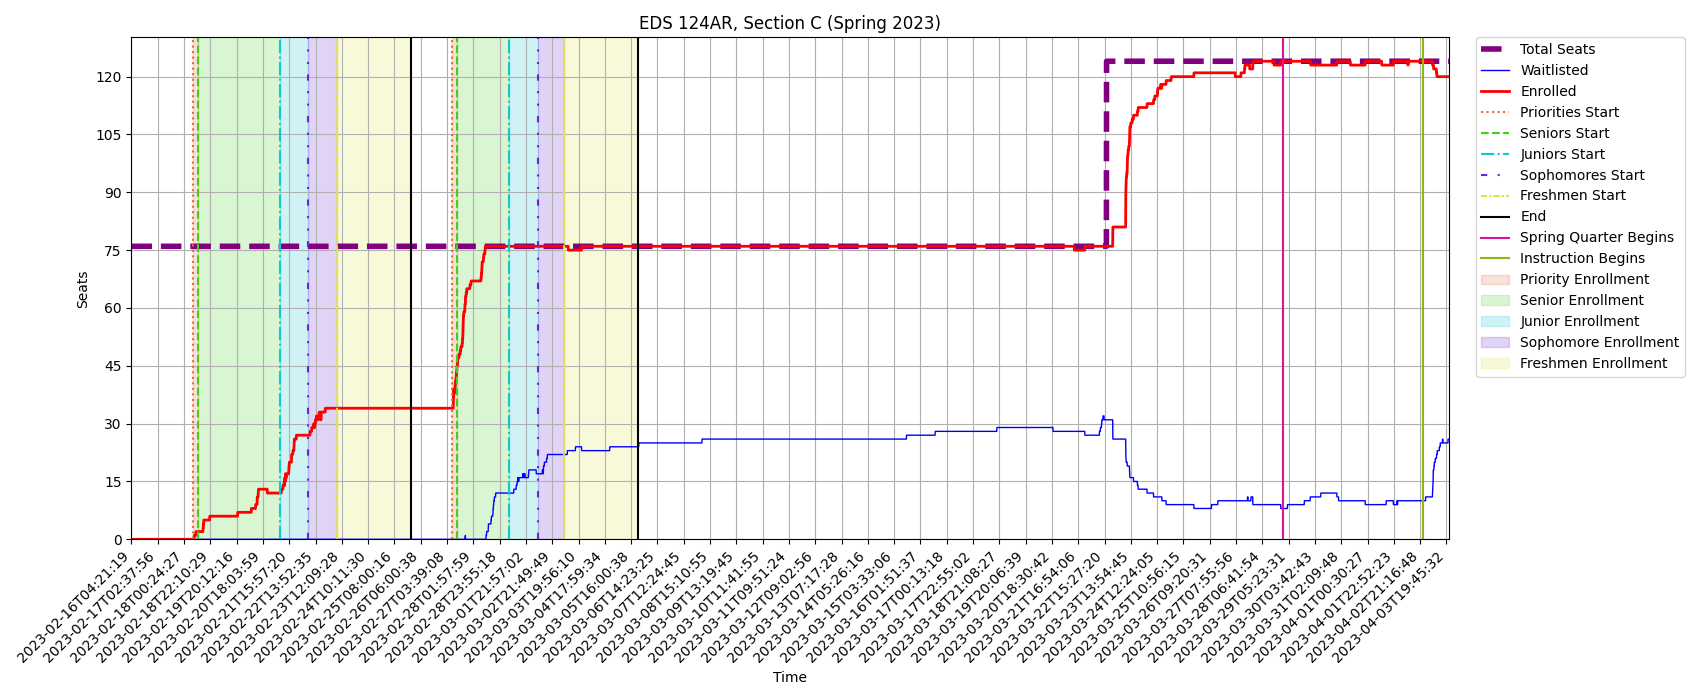 EDS 124AR, Section C (Spring 2023)
Seats
120
105
90
75
60
45
30
15
0
2023-02-16T04:21:19
2023-02-17T02:37:56
2023-02-18T00:24:27
2023-02-18T22:10:29
2023-02-19T20:12:16
2023-02-20T18:03:59
2023-02-21T15:57:20
2023-02-22T13:52:35
2023-02-23T12:09:28
2023-02-24T10:11:30
2023-02-25T08:00:16
2023-02-26T06:00:38
2023-02-27T03:39:08
2023-02-28T01:57:59
2023-02-28T23:55:18
2023-03-01T21:57:02
2023-03-02T21:49:49
2023-03-03T19:56:10
2023-03-04T17:59:34
2023-03-05T16:00:38
2023-03-06T14:23:25
2023-03-07T12:24:45
2023-03-08T15:10:55
2023-03-09T13:19:45
2023-03-10T11:41:55
2023-03-11T09:51:24
2023-03-12T09:02:56
2023-03-13T07:17:28
2023-03-14T05:26:16
2023-03-15T03:33:06
2023-03-16T01:51:37
2023-03-17T00:13:18
2023-03-17T22:55:02
2023-03-18T21:08:27
2023-03-19T20:06:39
2023-03-20T18:30:42
2023-03-21T16:54:06
2023-03-22T15:27:20
2023-03-23T13:54:45
2023-03-24T12:24:05
2023-03-25T10:56:15
2023-03-26T09:20:31
2023-03-27T07:55:56
2023-03-28T06:41:54
2023-03-29T05:23:31
2023-03-30T03:42:43
2023-03-31T02:09:48
2023-04-01T00:30:27
2023-04-01T22:52:23
2023-04-02T21:16:48
2023-04-03T19:45:32
Time
Total Seats
Waitlisted
Enrolled
Priorities Start
Seniors Start
Juniors Start
Sophomores Start
Freshmen Start
End
Spring Quarter Begins
Instruction Begins
Priority Enrollment
Senior Enrollment
Junior Enrollment
Sophomore Enrollment
Freshmen Enrollment